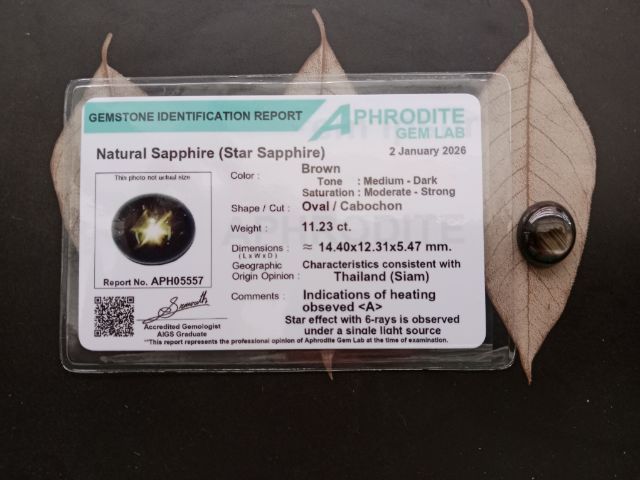 GEMSTONE IDENTIFICATION REPORT
APHRODITE
GEM LAB
Natural Sapphire (Star Sapphire)
2 January 2026
This photo not actual size
Color :
Brown
Tone : Medium - Dark
Saturation : Moderate - Strong
Shape / Cut :
Oval / Cabochon
Weight :
11.23 ct.
Dimensions :
(L x W x D)
≈ 14.40x12.31x5.47 mm.
Geographic
Origin Opinion :
Characteristics consistent with
Thailand (Siam)
Report No. APH05557
Comments :
Indications of heating
obseved <A>
Star effect with 6-rays is observed
under a single light source
Accredited Gemologist
AIGS Graduate
**This report represents the professional opinion of Aphrodite Gem Lab at the time of examination.